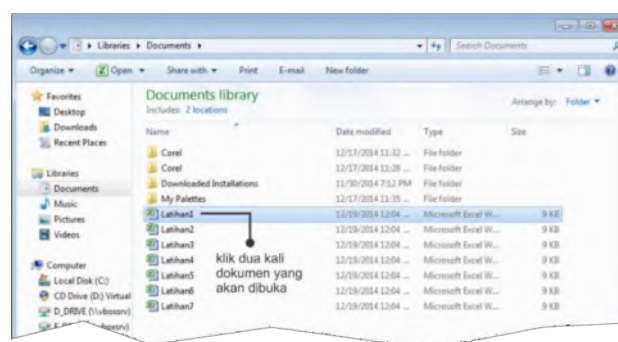 Libraries ▸ Documents ▸
Search Documents
Organize Open Share with Print E-mail New folder
Favorites
Desktop
Downloads
Recent Places
Libraries
Documents
Music
Pictures
Videos
Computer
Local Disk (C:)
CD Drive (D:) Virtual
D_DRIVE (\\vboxsrv)
Documents library
Includes: 2 locations
Arrange by: Folder
Name Date modified Type Size
Corel 12/17/2014 11:32 ... File folder
Corel 12/17/2014 11:28 ... File folder
Downloaded Installations 11/30/2014 7:12 PM File folder
My Palettes 12/17/2014 11:35 ... File folder
Latihan1 12/19/2014 12:04 ... Microsoft Excel W... 9 KB
Latihan2 12/19/2014 12:04 ... Microsoft Excel W... 9 KB
Latihan3 12/19/2014 12:04 ... Microsoft Excel W... 9 KB
Latihan4 12/19/2014 12:04 ... Microsoft Excel W... 9 KB
Latihan5 12/19/2014 12:04 ... Microsoft Excel W... 9 KB
Latihan6 12/19/2014 12:04 ... Microsoft Excel W... 9 KB
Latihan7 12/19/2014 12:04 ... Microsoft Excel W... 9 KB
klik dua kali
dokumen yang
akan dibuka